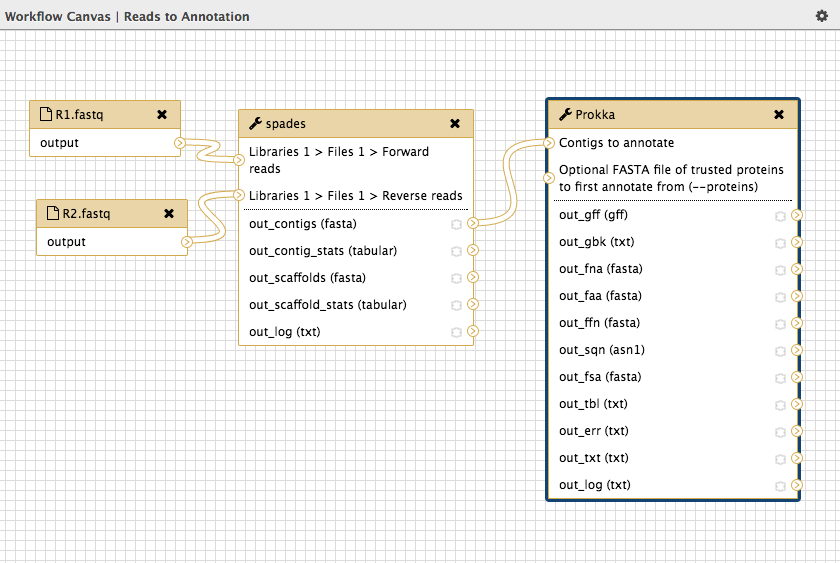 Workflow Canvas | Reads to Annotation
R1.fastq
output
R2.fastq
output
spades
Libraries 1 > Files 1 > Forward
reads
Libraries 1 > Files 1 > Reverse reads
out_contigs (fasta)
out_contig_stats (tabular)
out_scaffolds (fasta)
out_scaffold_stats (tabular)
out_log (txt)
Prokka
Contigs to annotate
Optional FASTA file of trusted proteins
to first annotate from (--proteins)
out_gff (gff)
out_gbk (txt)
out_fna (fasta)
out_faa (fasta)
out_ffn (fasta)
out_sqn (asn1)
out_fsa (fasta)
out_tbl (txt)
out_err (txt)
out_txt (txt)
out_log (txt)